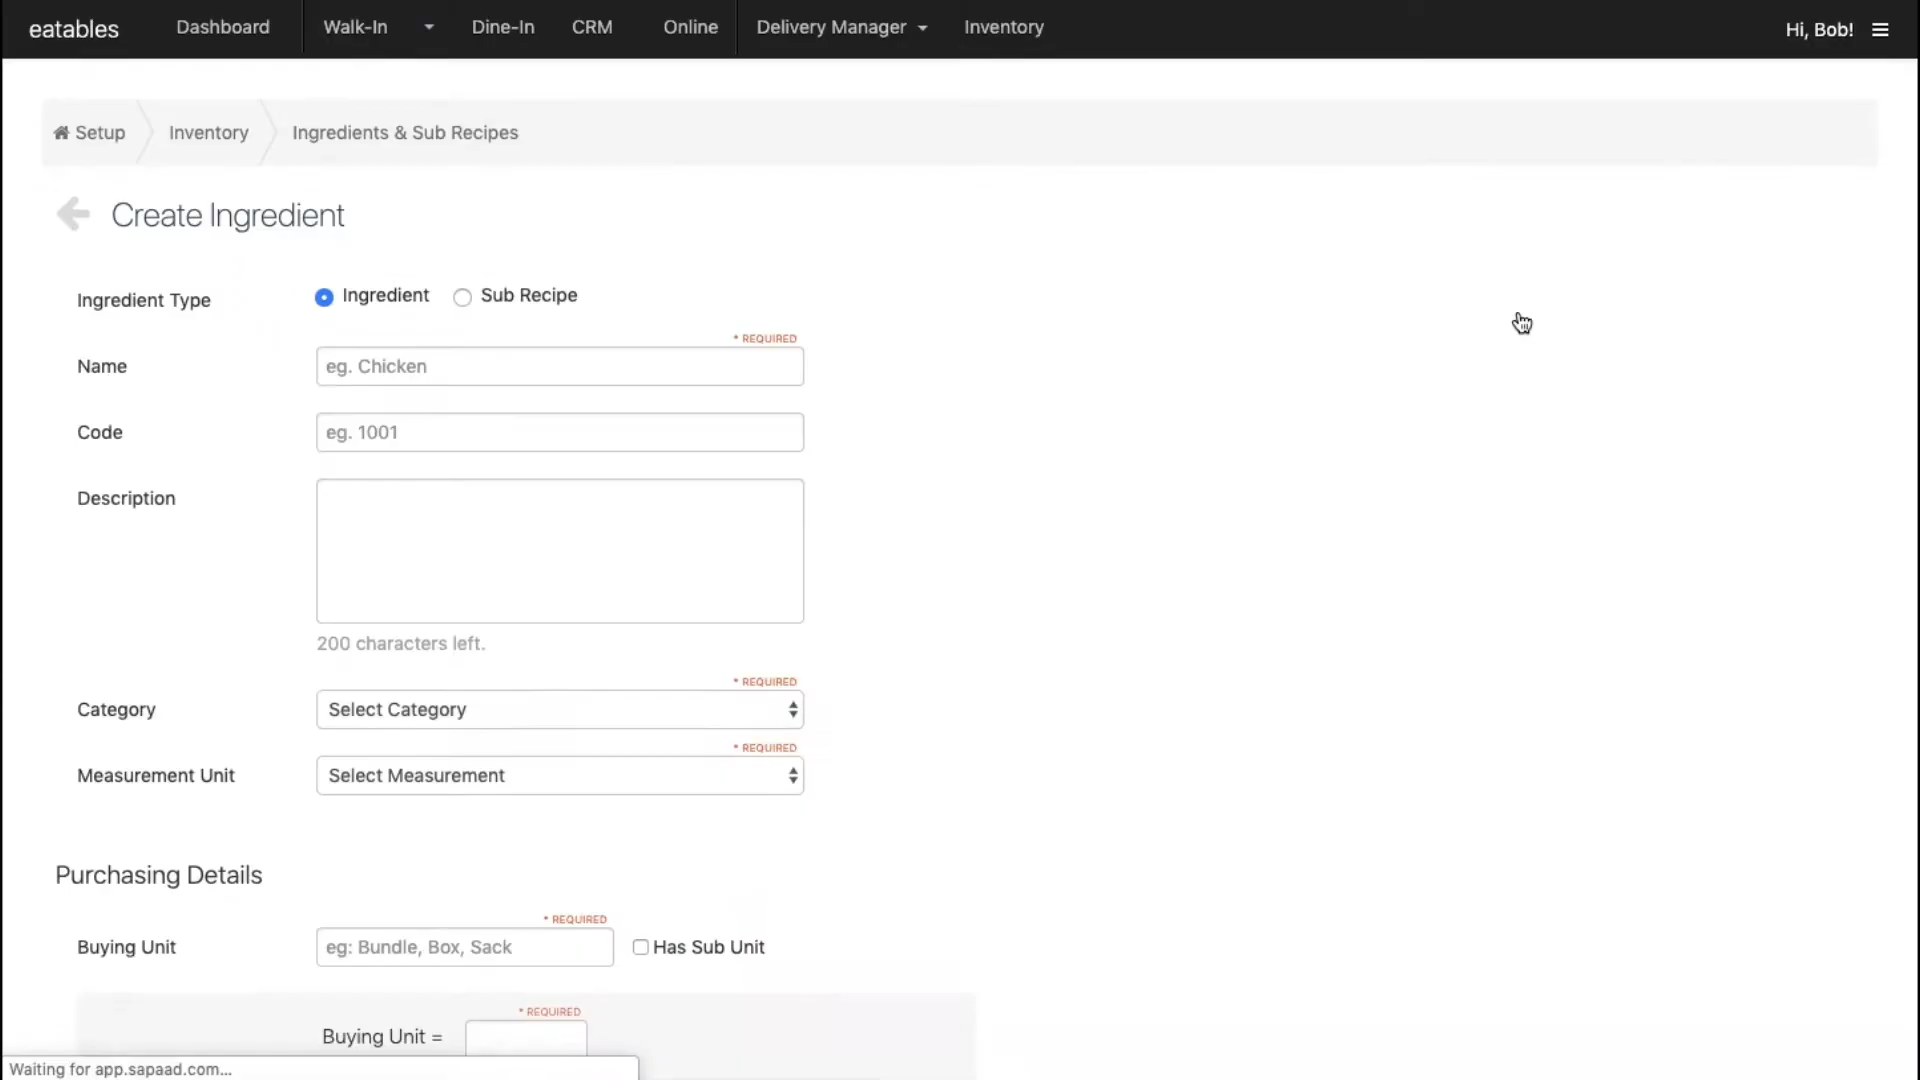 eatables Dashboard Walk-In Dine-In CRM Online Delivery Manager Inventory Hi, Bob!
Setup Inventory Ingredients & Sub Recipes
Create Ingredient
Ingredient Type Ingredient Sub Recipe
* REQUIRED
Name eg. Chicken
Code eg. 1001
Description
200 characters left.
* REQUIRED
Category Select Category
* REQUIRED
Measurement Unit Select Measurement
Purchasing Details
* REQUIRED
Buying Unit eg: Bundle, Box, Sack Has Sub Unit
* REQUIRED
Buying Unit =
Waiting for app.sapaad.com...